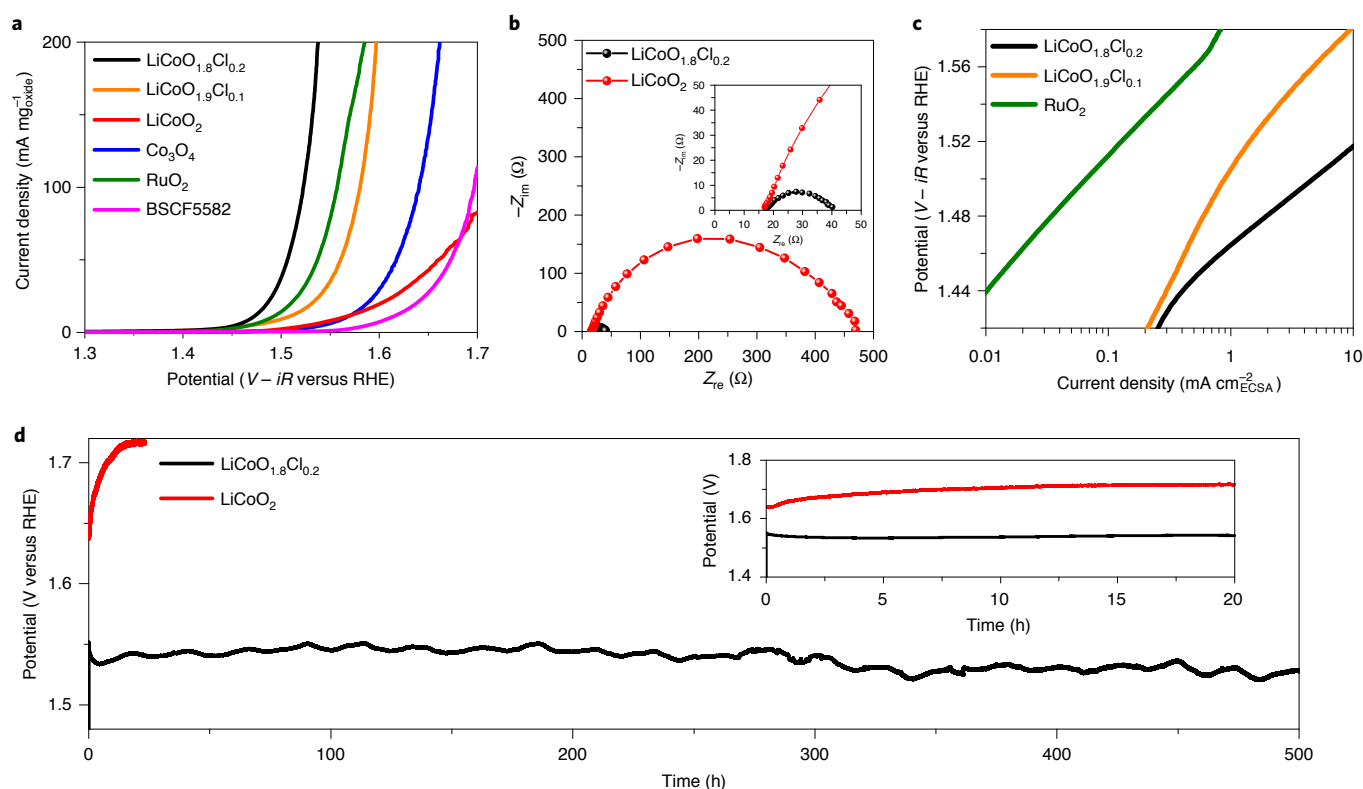 a
200
100
0
1.3
1.4
1.5
1.6
1.7
Current density (mA mg⁻¹oxide)
Potential (V – iR versus RHE)
LiCoO1.8Cl0.2
LiCoO1.9Cl0.1
LiCoO2
Co3O4
RuO2
BSCF5582
b
–500
–400
–300
–200
–100
0
0
100
200
300
400
500
–Zim (Ω)
Zre (Ω)
LiCoO1.8Cl0.2
LiCoO2
50
40
30
20
10
0
0
10
20
30
40
50
–Zim (Ω)
Zre (Ω)
c
1.56
1.52
1.48
1.44
0.01
0.1
1
10
Potential (V – iR versus RHE)
Current density (mA cm⁻²ECSA)
LiCoO1.8Cl0.2
LiCoO1.9Cl0.1
RuO2
d
1.7
1.6
1.5
0
100
200
300
400
500
Potential (V versus RHE)
Time (h)
LiCoO1.8Cl0.2
LiCoO2
1.8
1.6
1.4
0
5
10
15
20
Potential (V)
Time (h)